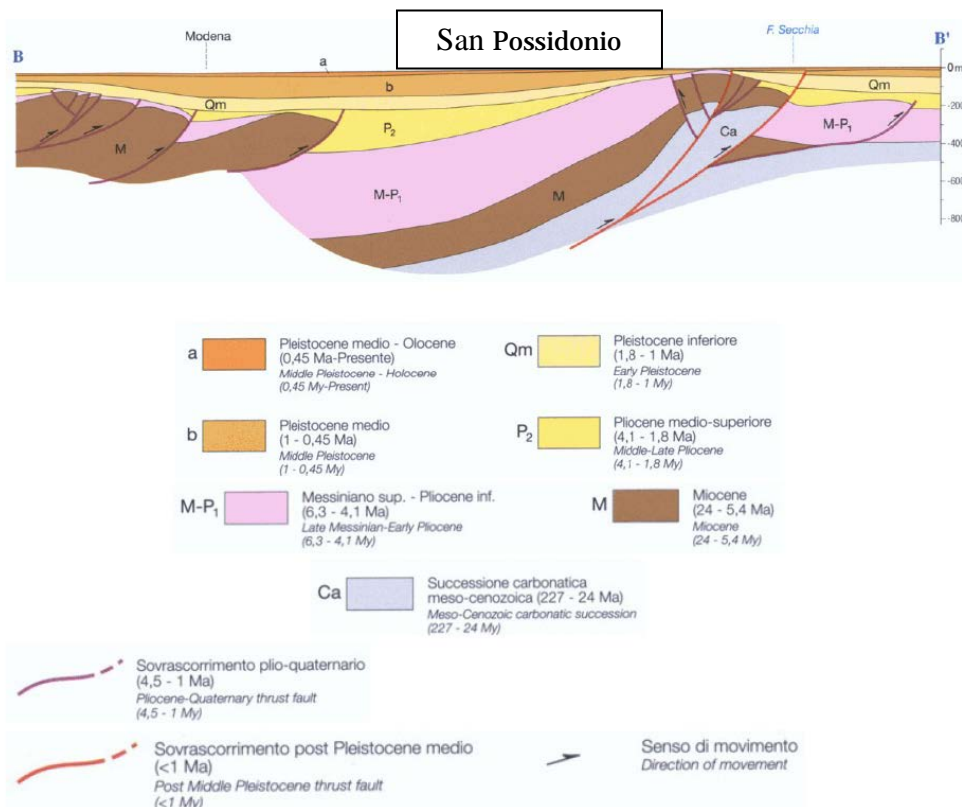 San Possidonio
Modena
F. Secchia
B
B'
a
0 m
b
Qm
Qm
-200
P2
M
Ca
M-P1
-400
M-P1
M
-600
-800
a
Pleistocene medio - Olocene
(0,45 Ma-Presente)
Middle Pleistocene - Holocene
(0,45 My-Present)
Qm
Pleistocene inferiore
(1,8 - 1 Ma)
Early Pleistocene
(1,8 - 1 My)
b
Pleistocene medio
(1 - 0,45 Ma)
Middle Pleistocene
(1 - 0,45 My)
P2
Pliocene medio-superiore
(4,1 - 1,8 Ma)
Middle-Late Pliocene
(4,1 - 1,8 My)
M-P1
Messiniano sup. - Pliocene inf.
(6,3 - 4,1 Ma)
Late Messinian-Early Pliocene
(6,3 - 4,1 My)
M
Miocene
(24 - 5,4 Ma)
Miocene
(24 - 5,4 My)
Ca
Successione carbonatica
meso-cenozoica (227 - 24 Ma)
Meso-Cenozoic carbonatic succession
(227 - 24 My)
Sovrascorrimento plio-quaternario
(4,5 - 1 Ma)
Pliocene-Quaternary thrust fault
(4,5 - 1 My)
Sovrascorrimento post Pleistocene medio
(<1 Ma)
Post Middle Pleistocene thrust fault
(<1 My)
Senso di movimento
Direction of movement